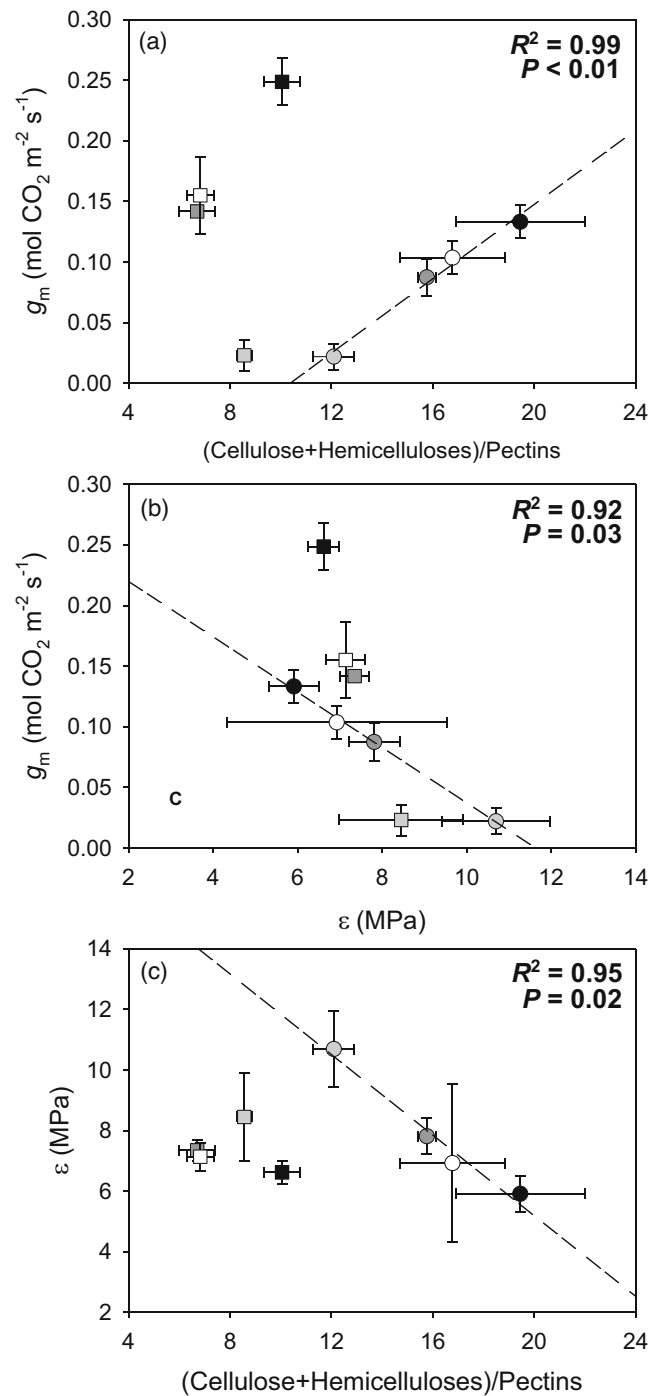 (a)
R² = 0.99
P < 0.01
0.30
0.25
0.20
0.15
0.10
0.05
0.00
gm (mol CO₂ m⁻² s⁻¹)
4 8 12 16 20 24
(Cellulose+Hemicelluloses)/Pectins
(b)
R² = 0.92
P = 0.03
0.30
0.25
0.20
0.15
0.10
0.05
0.00
gm (mol CO₂ m⁻² s⁻¹)
c
2 4 6 8 10 12 14
ε (MPa)
(c)
R² = 0.95
P = 0.02
14
12
10
8
6
4
2
ε (MPa)
4 8 12 16 20 24
(Cellulose+Hemicelluloses)/Pectins